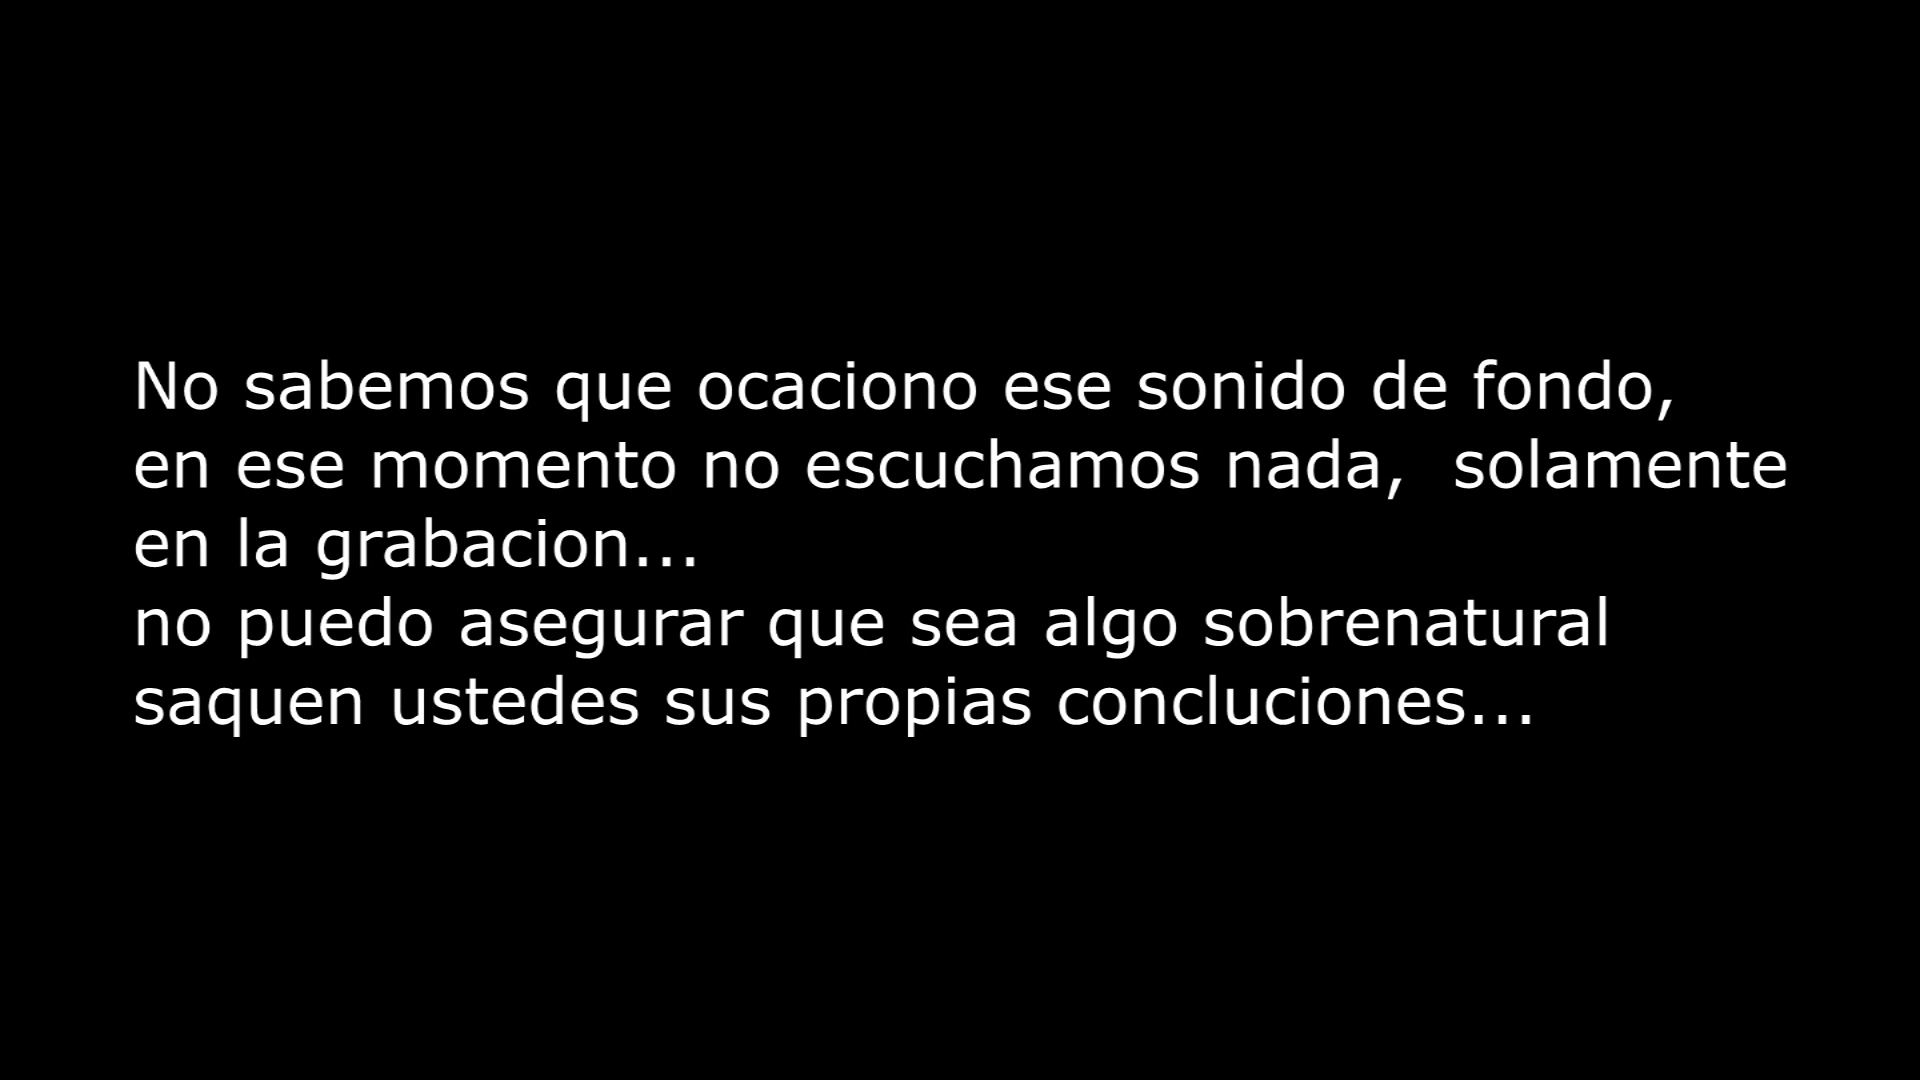 No sabemos que ocaciono ese sonido de fondo,
en ese momento no escuchamos nada,  solamente
en la grabacion...
no puedo asegurar que sea algo sobrenatural
saquen ustedes sus propias concluciones...